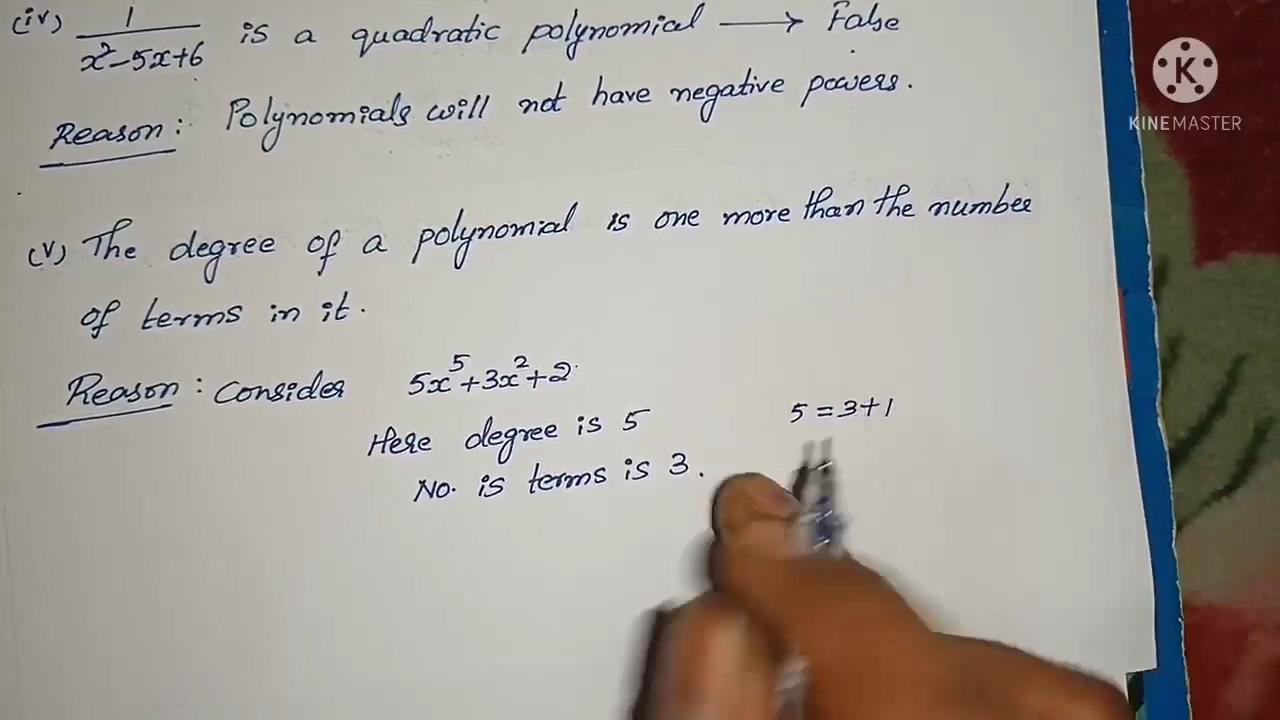 (iv) 1/(x²-5x+6) is a quadratic polynomial → False
Reason: Polynomials will not have negative powers.
(v) The degree of a polynomial is one more than the number
of terms in it.
Reason: Consider 5x⁵+3x²+2
Here degree is 5
5 = 3+1
No. is terms is 3.
K
KINEMASTER